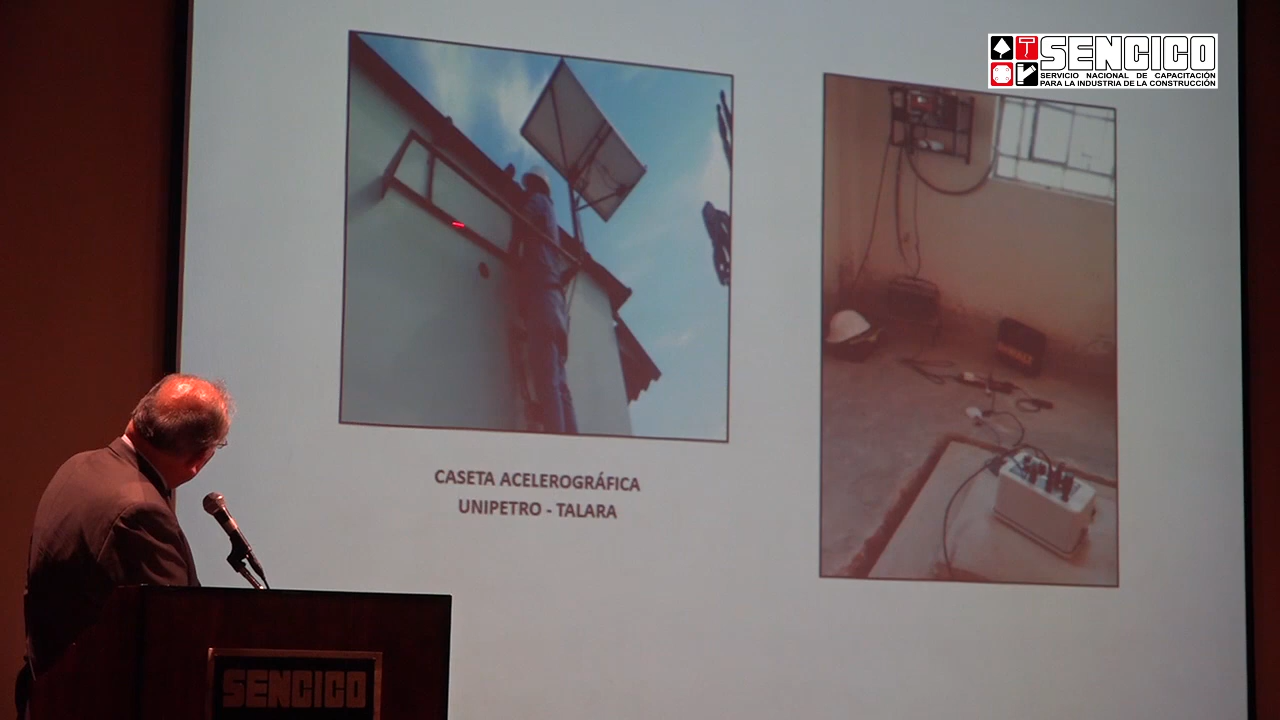 SENCICO
SERVICIO NACIONAL DE CAPACITACIÓN
PARA LA INDUSTRIA DE LA CONSTRUCCIÓN
CASETA ACELEROGRÁFICA
UNIPETRO - TALARA
SENCICO